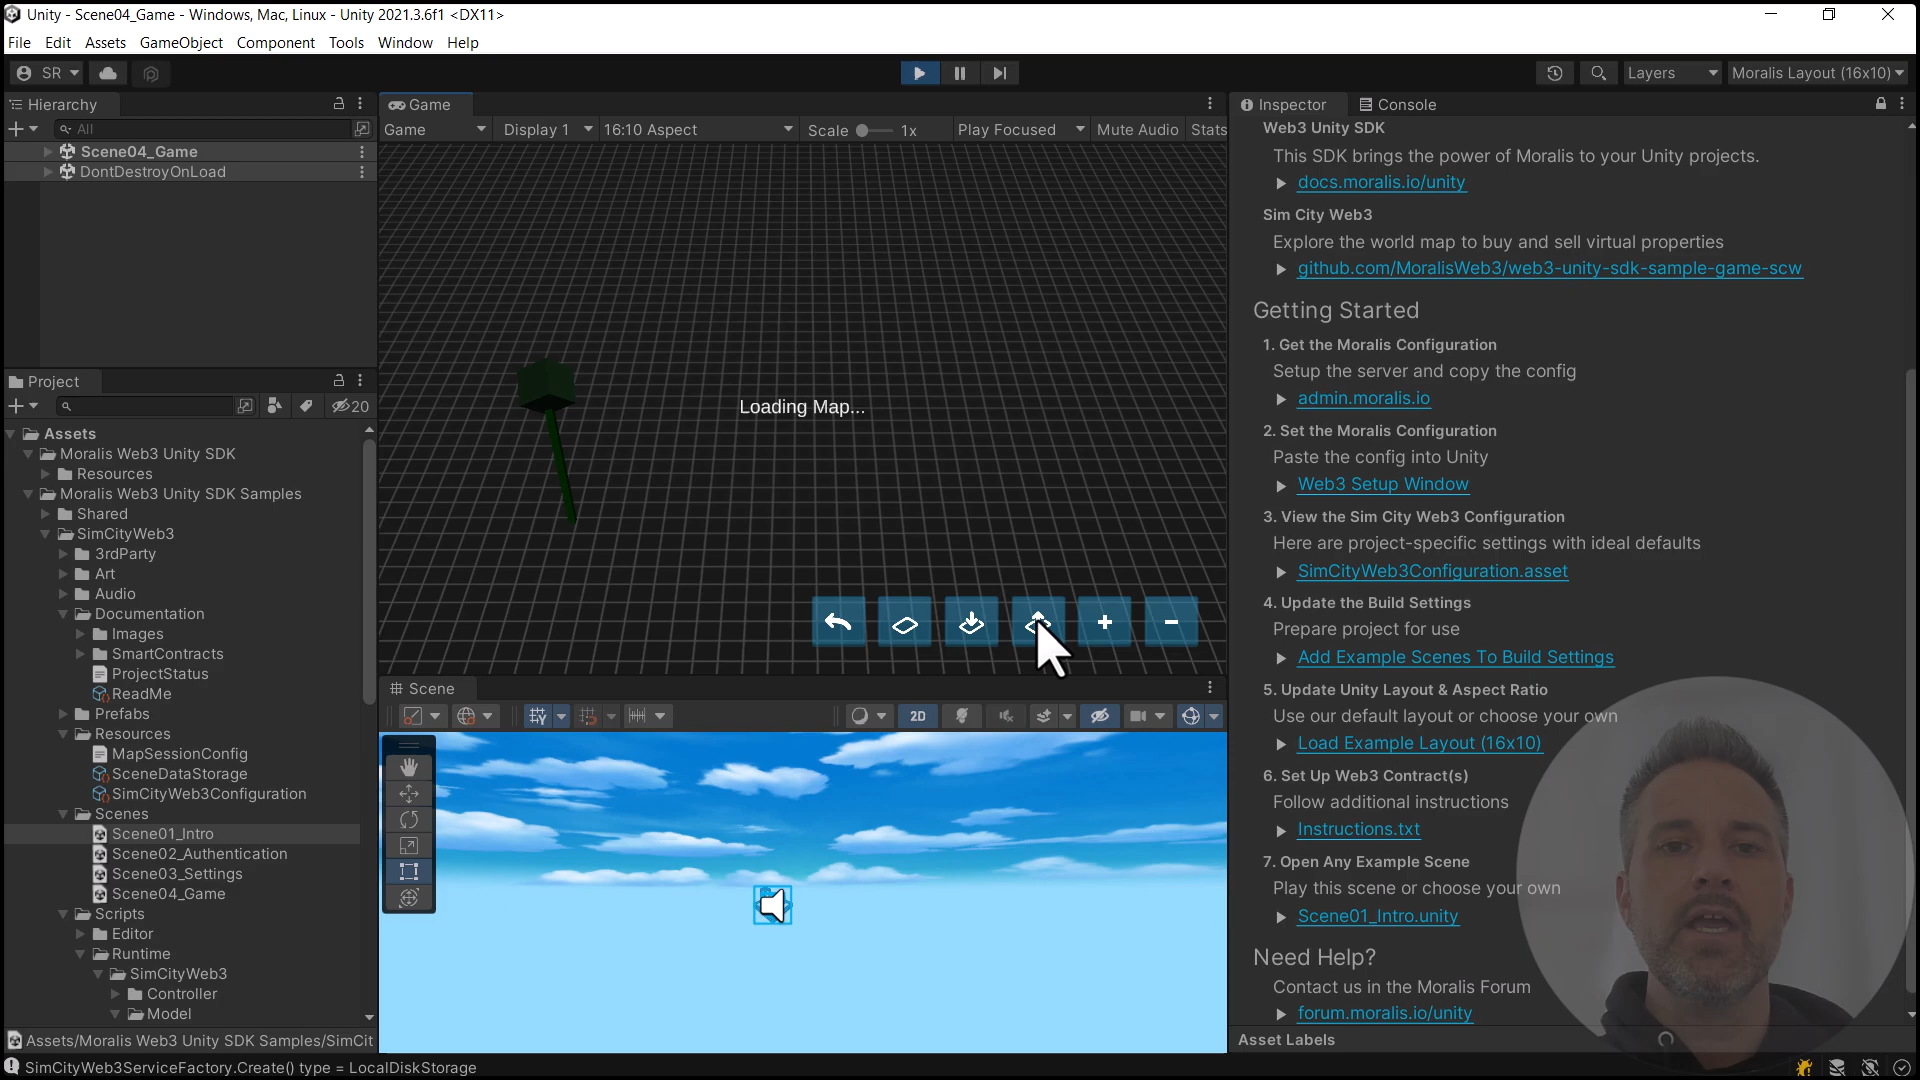 Unity - Scene04_Game - Windows, Mac, Linux - Unity 2021.3.6f1 <DX11>
File Edit Assets GameObject Component Tools Window Help
SR Layers Moralis Layout (16x10)
Hierarchy
All
Scene04_Game
DontDestroyOnLoad
Project
20
Assets
Moralis Web3 Unity SDK
Resources
Moralis Web3 Unity SDK Samples
Shared
SimCityWeb3
3rdParty
Art
Audio
Documentation
Images
SmartContracts
ProjectStatus
ReadMe
Prefabs
Resources
MapSessionConfig
SceneDataStorage
SimCityWeb3Configuration
Scenes
Scene01_Intro
Scene02_Authentication
Scene03_Settings
Scene04_Game
Scripts
Editor
Runtime
SimCityWeb3
Controller
Model
Assets/Moralis Web3 Unity SDK Samples/SimCit
SimCityWeb3ServiceFactory.Create() type = LocalDiskStorage
Game
Game Display 1 16:10 Aspect Scale 1x Play Focused Mute Audio Stats
Loading Map...
Scene
2D
Inspector Console
Web3 Unity SDK
This SDK brings the power of Moralis to your Unity projects.
docs.moralis.io/unity
Sim City Web3
Explore the world map to buy and sell virtual properties
github.com/MoralisWeb3/web3-unity-sdk-sample-game-scw
Getting Started
1. Get the Moralis Configuration
Setup the server and copy the config
admin.moralis.io
2. Set the Moralis Configuration
Paste the config into Unity
Web3 Setup Window
3. View the Sim City Web3 Configuration
Here are project-specific settings with ideal defaults
SimCityWeb3Configuration.asset
4. Update the Build Settings
Prepare project for use
Add Example Scenes To Build Settings
5. Update Unity Layout & Aspect Ratio
Use our default layout or choose your own
Load Example Layout (16x10)
6. Set Up Web3 Contract(s)
Follow additional instructions
Instructions.txt
7. Open Any Example Scene
Play this scene or choose your own
Scene01_Intro.unity
Need Help?
Contact us in the Moralis Forum
forum.moralis.io/unity
Asset Labels